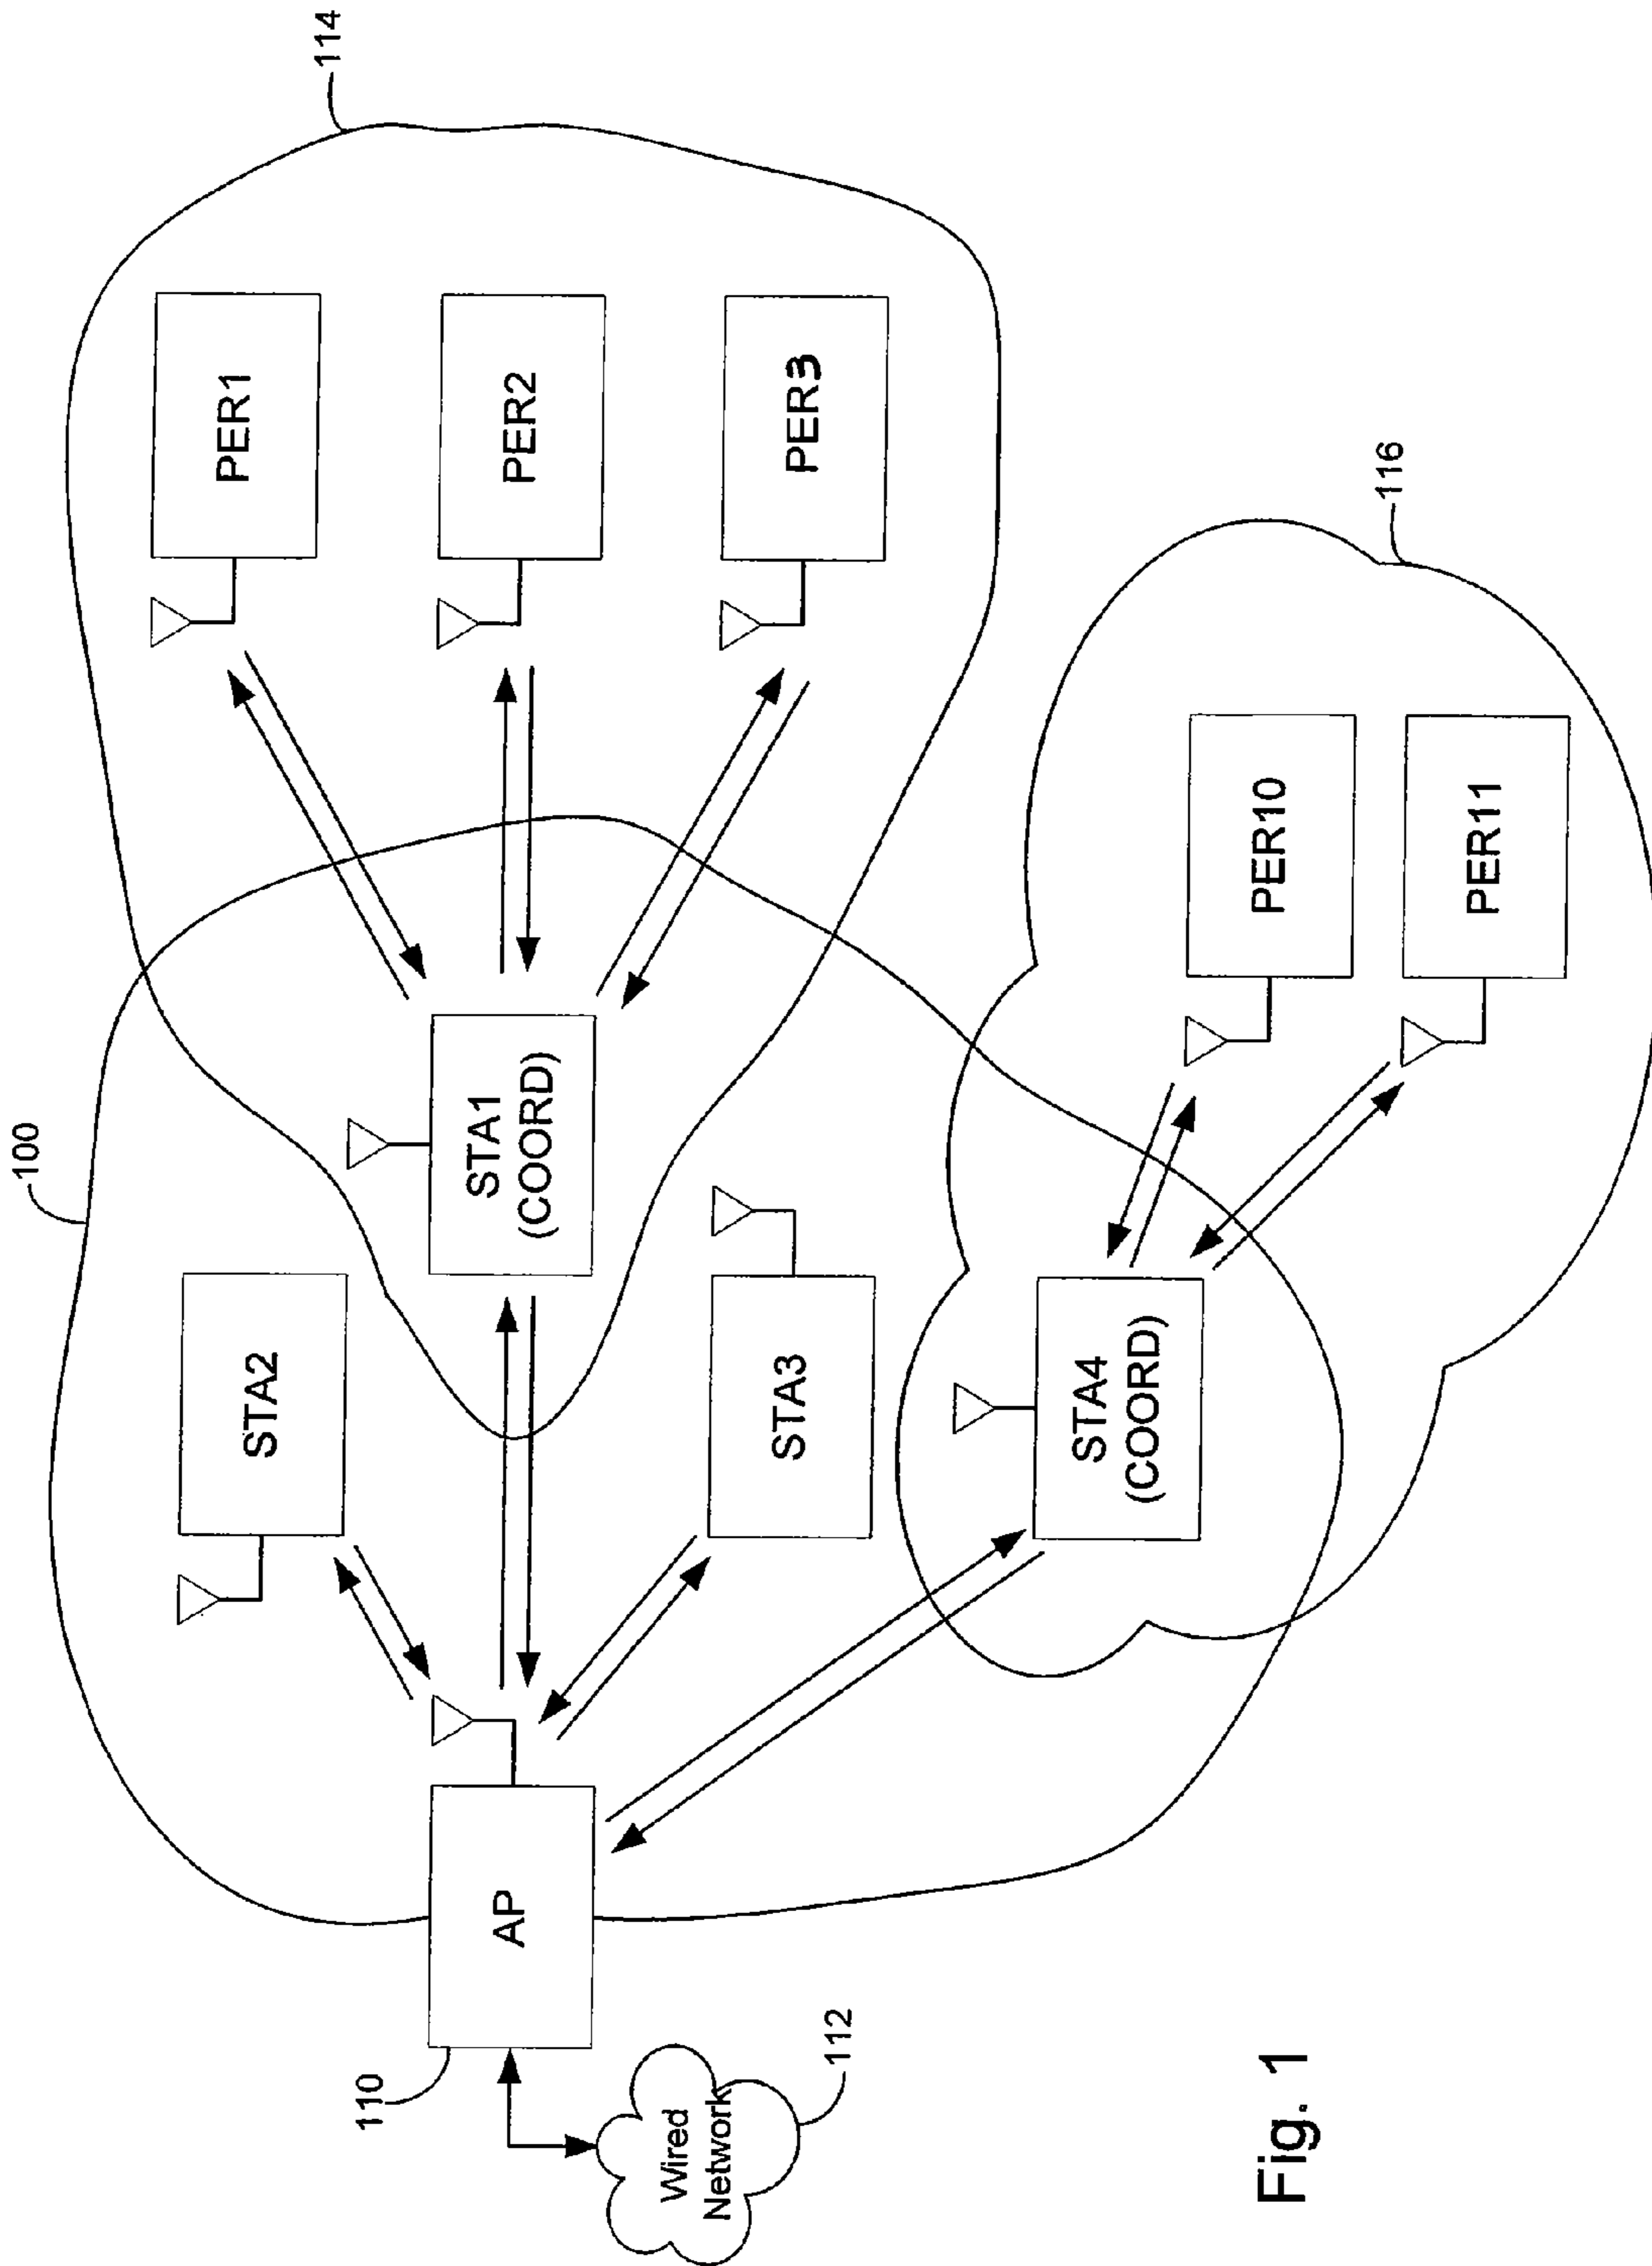 100
114
STA2
PER1
110
AP
STA1
(COORD)
PER2
Wired
Network
112
STA3
PER3
STA4
(COORD)
PER10
116
PER11
Fig. 1